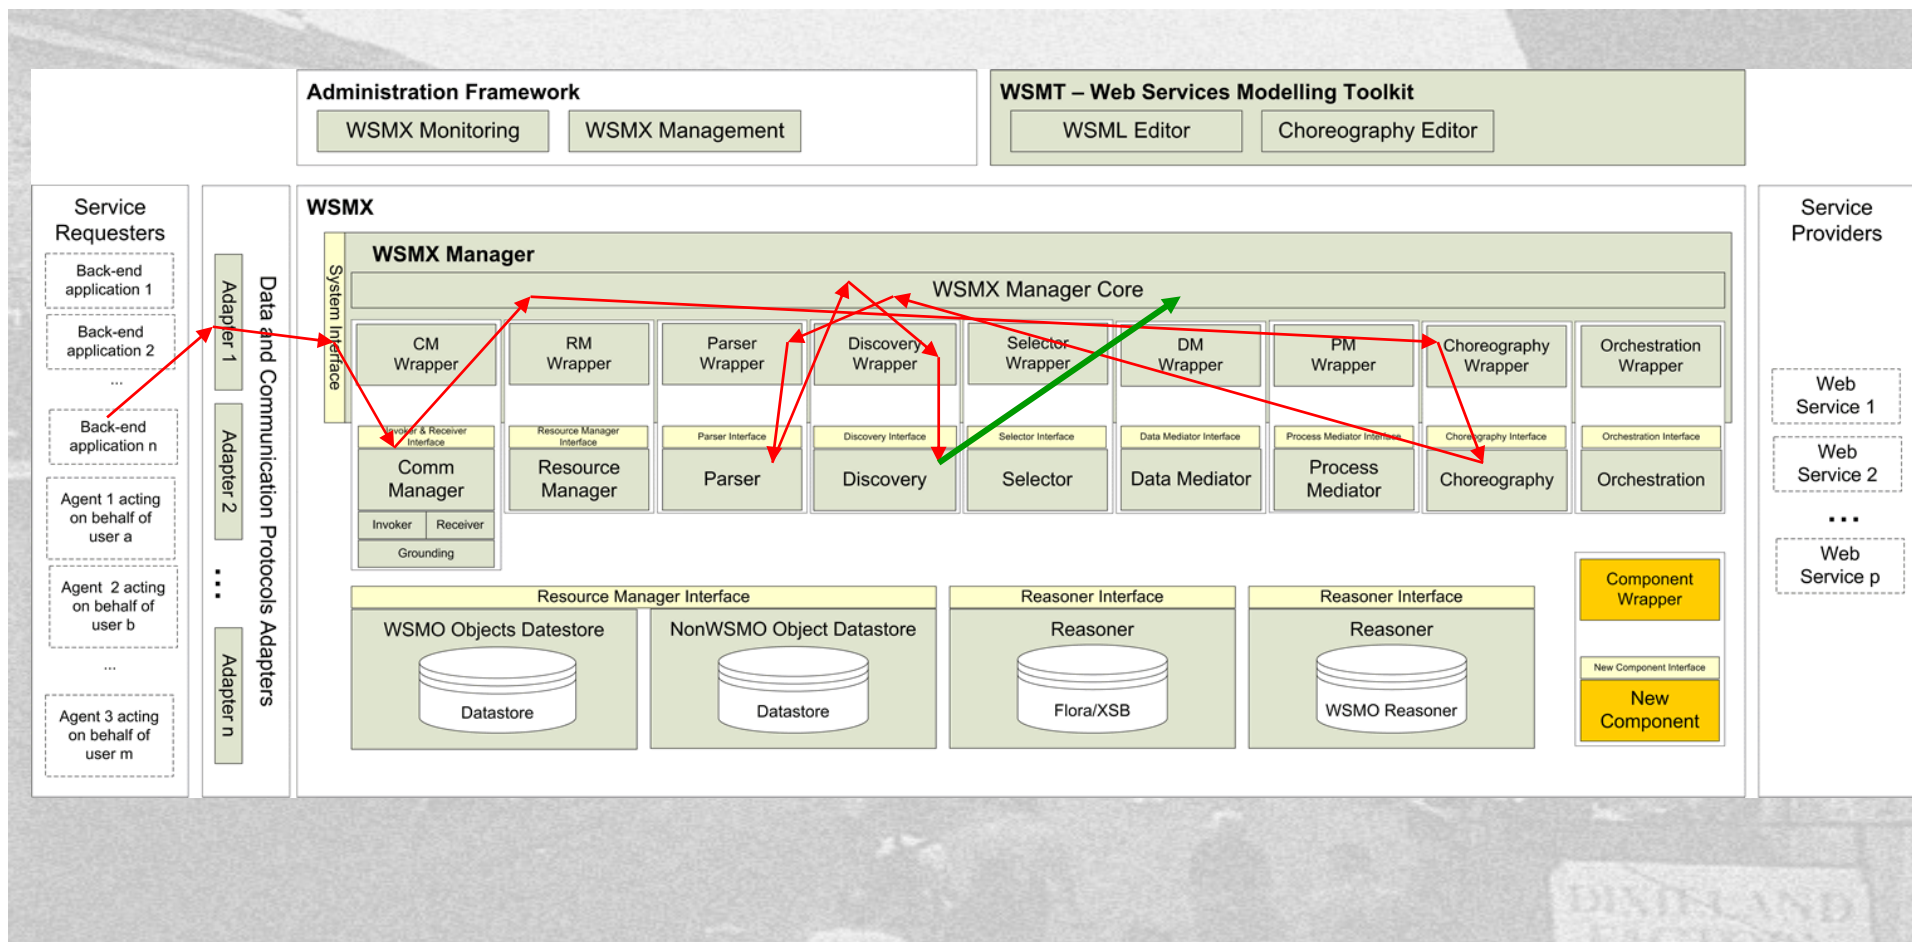 Administration Framework
WSMX Monitoring
WSMX Management
WSMT – Web Services Modelling Toolkit
WSML Editor
Choreography Editor
Service
Requesters
Back-end
application 1
Back-end
application 2
...
Back-end
application n
Agent 1 acting
on behalf of
user a
Agent 2 acting
on behalf of
user b
...
Agent 3 acting
on behalf of
user m
Adapter 1
Adapter 2
...
Adapter n
Data and Communication Protocols Adapters
WSMX
System Interface
WSMX Manager
WSMX Manager Core
CM
Wrapper
RM
Wrapper
Parser
Wrapper
Discovery
Wrapper
Selector
Wrapper
DM
Wrapper
PM
Wrapper
Choreography
Wrapper
Orchestration
Wrapper
Invoker & Receiver
Interface
Resource Manager
Interface
Parser Interface
Discovery Interface
Selector Interface
Data Mediator Interface
Process Mediator Interface
Choreography Interface
Orchestration Interface
Comm
Manager
Resource
Manager
Parser
Discovery
Selector
Data Mediator
Process
Mediator
Choreography
Orchestration
Invoker
Receiver
Grounding
Resource Manager Interface
Reasoner Interface
Reasoner Interface
WSMO Objects Datestore
NonWSMO Object Datastore
Reasoner
Reasoner
Datastore
Datastore
Flora/XSB
WSMO Reasoner
Component
Wrapper
New Component Interface
New
Component
Service
Providers
Web
Service 1
Web
Service 2
...
Web
Service p
DIXIELAND